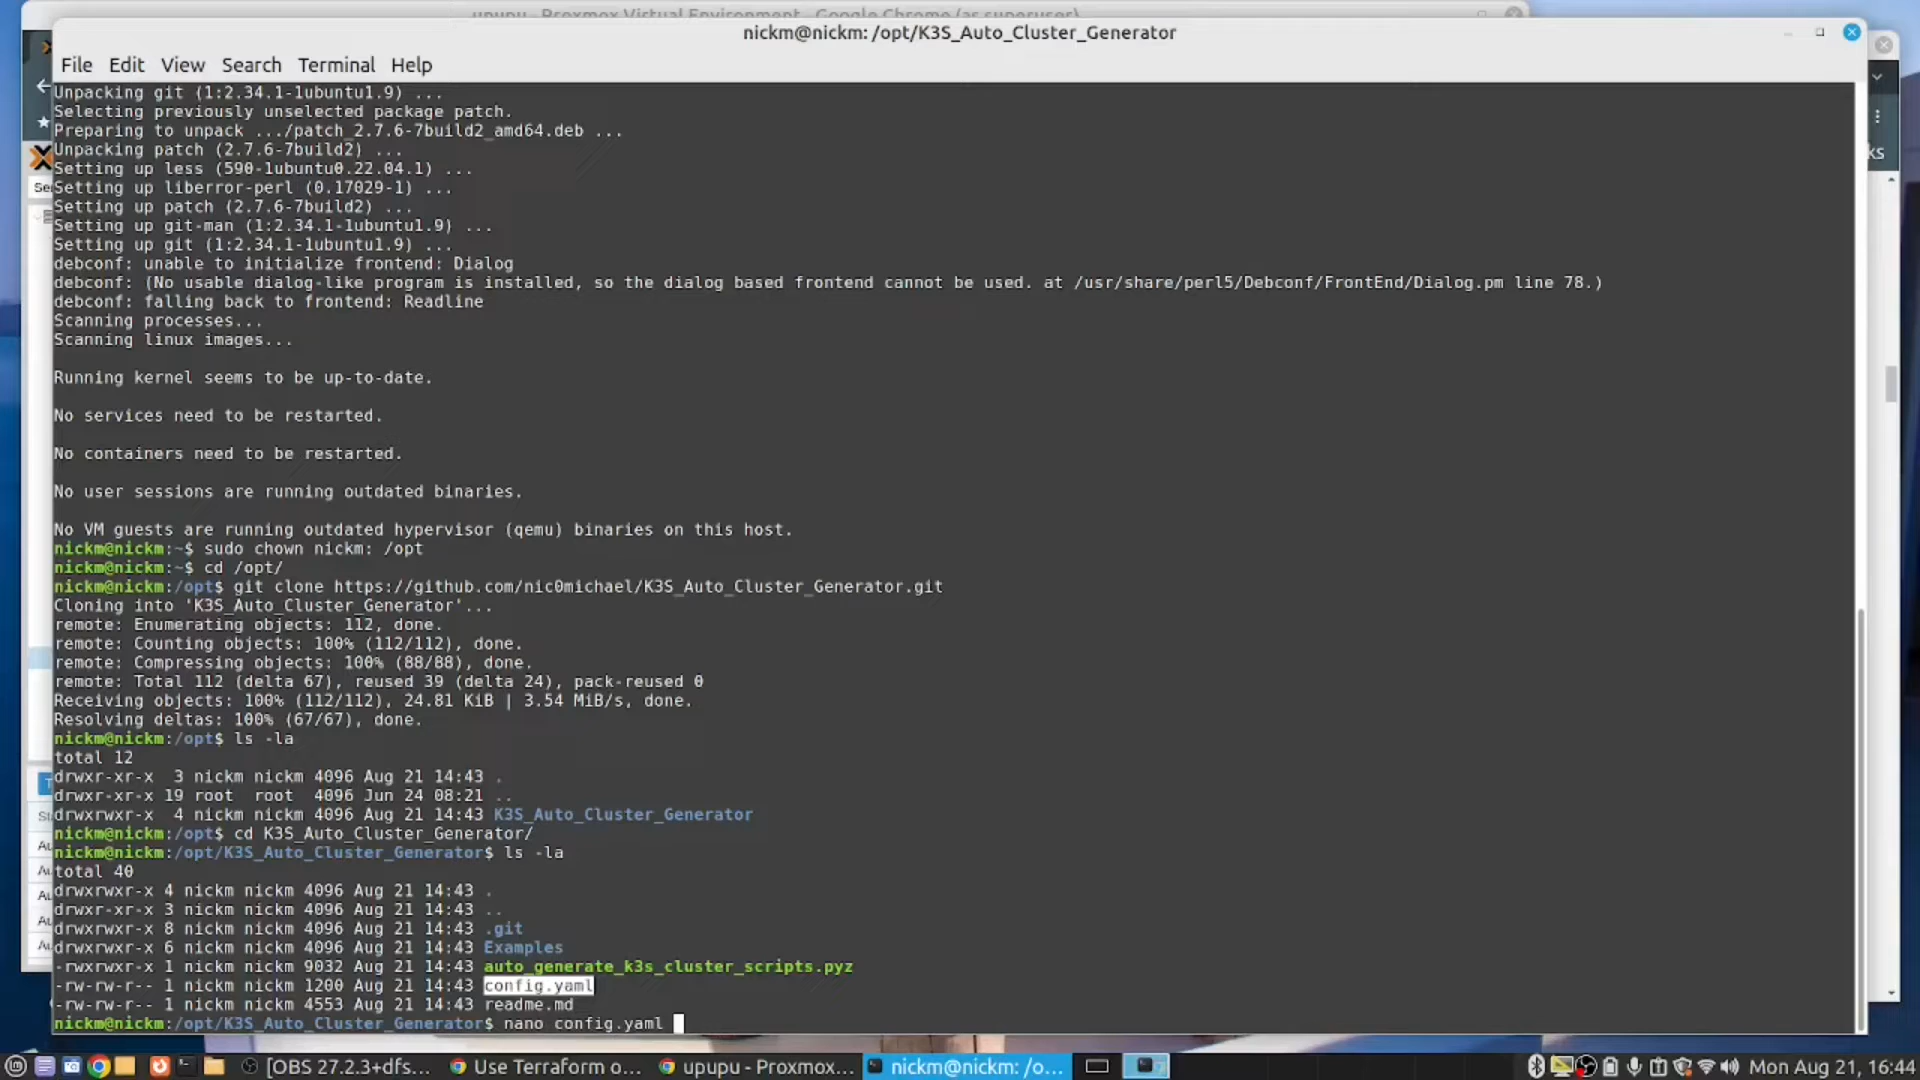 upupu - Proxmox Virtual Environment - Google Chrome (as superuser)
nickm@nickm: /opt/K3S_Auto_Cluster_Generator
File Edit View Search Terminal Help
Unpacking git (1:2.34.1-1ubuntu1.9) ...
Selecting previously unselected package patch.
Preparing to unpack .../patch_2.7.6-7build2_amd64.deb ...
Unpacking patch (2.7.6-7build2) ...
Setting up less (590-1ubuntu0.22.04.1) ...
Setting up liberror-perl (0.17029-1) ...
Setting up patch (2.7.6-7build2) ...
Setting up git-man (1:2.34.1-1ubuntu1.9) ...
Setting up git (1:2.34.1-1ubuntu1.9) ...
debconf: unable to initialize frontend: Dialog
debconf: (No usable dialog-like program is installed, so the dialog based frontend cannot be used. at /usr/share/perl5/Debconf/FrontEnd/Dialog.pm line 78.)
debconf: falling back to frontend: Readline
Scanning processes...
Scanning linux images...
Running kernel seems to be up-to-date.
No services need to be restarted.
No containers need to be restarted.
No user sessions are running outdated binaries.
No VM guests are running outdated hypervisor (qemu) binaries on this host.
nickm@nickm:~$ sudo chown nickm: /opt
nickm@nickm:~$ cd /opt/
nickm@nickm:/opt$ git clone https://github.com/nic0michael/K3S_Auto_Cluster_Generator.git
Cloning into 'K3S_Auto_Cluster_Generator'...
remote: Enumerating objects: 112, done.
remote: Counting objects: 100% (112/112), done.
remote: Compressing objects: 100% (88/88), done.
remote: Total 112 (delta 67), reused 39 (delta 24), pack-reused 0
Receiving objects: 100% (112/112), 24.81 KiB | 3.54 MiB/s, done.
Resolving deltas: 100% (67/67), done.
nickm@nickm:/opt$ ls -la
total 12
drwxr-xr-x 3 nickm nickm 4096 Aug 21 14:43 .
drwxr-xr-x 19 root root 4096 Jun 24 08:21 ..
drwxrwxr-x 4 nickm nickm 4096 Aug 21 14:43 K3S_Auto_Cluster_Generator
nickm@nickm:/opt$ cd K3S_Auto_Cluster_Generator/
nickm@nickm:/opt/K3S_Auto_Cluster_Generator$ ls -la
total 40
drwxrwxr-x 4 nickm nickm 4096 Aug 21 14:43 .
drwxr-xr-x 3 nickm nickm 4096 Aug 21 14:43 ..
drwxrwxr-x 8 nickm nickm 4096 Aug 21 14:43 .git
drwxrwxr-x 6 nickm nickm 4096 Aug 21 14:43 Examples
-rwxrwxr-x 1 nickm nickm 9032 Aug 21 14:43 auto_generate_k3s_cluster_scripts.pyz
-rw-rw-r-- 1 nickm nickm 1200 Aug 21 14:43 config.yaml
-rw-rw-r-- 1 nickm nickm 4553 Aug 21 14:43 readme.md
nickm@nickm:/opt/K3S_Auto_Cluster_Generator$ nano config.yaml
[OBS 27.2.3+dfs... Use Terraform o... upupu - Proxmox... nickm@nickm: /o... Mon Aug 21, 16:44